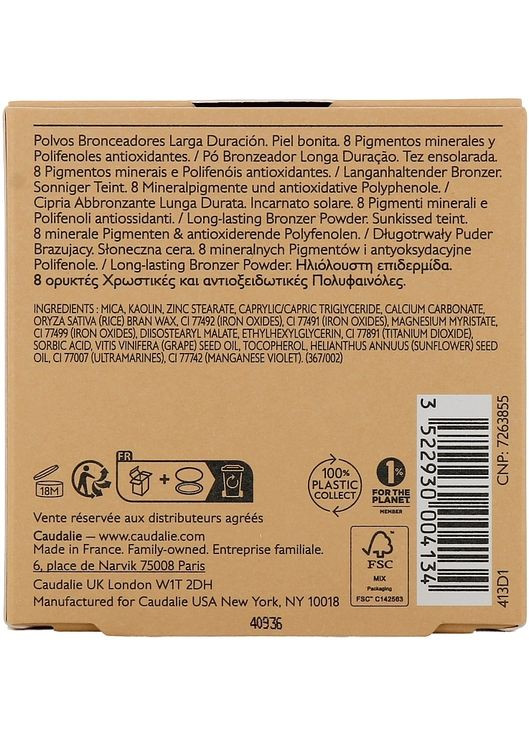 Polvos Bronceadores Larga Duración. Piel bonita. 8 Pigmentos minerales y
Polifenoles antioxidantes. / Pó Bronzeador Longa Duração. Tez ensolarada.
8 Pigmentos minerais e Polifenóis antioxidantes. / Langanhaltender Bronzer.
Sonniger Teint. 8 Mineralpigmente und antioxidative Polyphenole. /
Cipria Abbronzante Lunga Durata. Incarnato solare. 8 Pigmenti minerali e
Polifenoli antiossidanti. / Long-lasting Bronzer Powder. Sunkissed teint.
8 minerale Pigmenten & antioxiderende Polyfenolen. / Długotrwały Puder
Brazujacy. Słoneczna cera. 8 mineralnych Pigmentów i antyoksydacyjne
Polifenole. / Long-lasting Bronzer Powder. Ηλιόλουστη επιδερμίδα.
8 ορυκτές Χρωστικές και αντιοξειδωτικές Πολυφαινόλες.
INGREDIENTS : MICA, KAOLIN, ZINC STEARATE, CAPRYLIC/CAPRIC TRIGLYCERIDE, CALCIUM CARBONATE,
ORYZA SATIVA (RICE) BRAN WAX, CI 77492 (IRON OXIDES), CI 77491 (IRON OXIDES), MAGNESIUM MYRISTATE,
CI 77499 (IRON OXIDES), DIISOSTEARYL MALATE, ETHYLHEXYLGLYCERIN, CI 77891 (TITANIUM DIOXIDE),
SORBIC ACID, VITIS VINIFERA (GRAPE) SEED OIL, TOCOPHEROL, HELIANTHUS ANNUUS (SUNFLOWER) SEED
OIL, CI 77007 (ULTRAMARINES), CI 77742 (MANGANESE VIOLET). (367/002)
18M
FR
100%
PLASTIC
COLLECT
1%
FOR THE
PLANET
MEMBER
Vente réservée aux distributeurs agréés
Caudalie – www.caudalie.com
Made in France. Family-owned. Entreprise familiale.
6, place de Narvik 75008 Paris
Caudalie UK London W1T 2DH
Manufactured for Caudalie USA New York, NY 10018
FSC
MIX
Packaging
FSC™ C142563
3 522930 004134
CNP: 7263855
413D1
40936